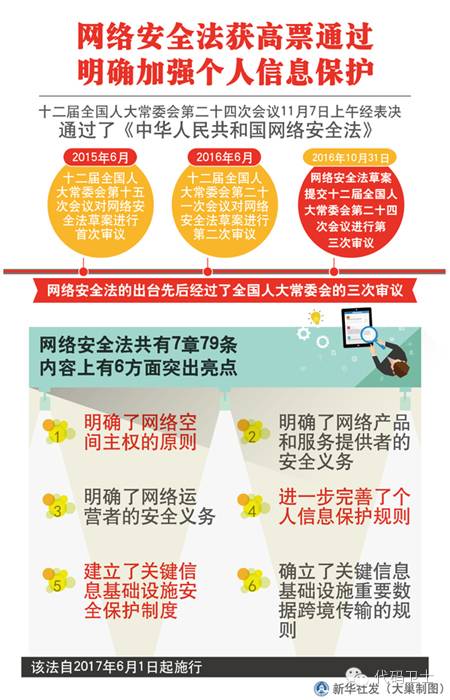 网络安全法获高票通过
明确加强个人信息保护
十二届全国人大常委会第二十四次会议11月7日上午经表决
通过了《中华人民共和国网络安全法》
2015年6月
十二届全国人
大常委会第十五
次会议对网络安
全法草案进行
首次审议
2016年6月
十二届全国人
大常委会第二十
一次会议对网络
安全法草案进行
第二次审议
2016年10月31日
网络安全法草案
提交十二届全国人
大常委会第二十四
次会议进行第
三次审议
网络安全法的出台先后经过了全国人大常委会的三次审议
网络安全法共有7章79条
内容上有6方面突出亮点
1
明确了网络空
间主权的原则
2
明确了网络产品
和服务提供者的
安全义务
3
明确了网络运
营者的安全义务
4
进一步完善了个
人信息保护规则
5
建立了关键信
息基础设施安
全保护制度
6
确立了关键信息
基础设施重要数
据跨境传输的规
则
该法自2017年6月1日起施行
代码卫士
新华社发（大巢制图）